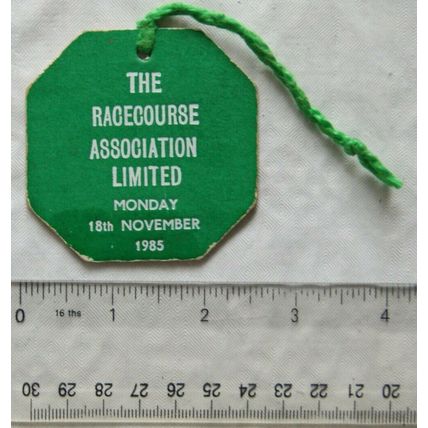 THE
RACECOURSE
ASSOCIATION
LIMITED
MONDAY
18th NOVEMBER
1985
0 16 ths 1 2 3 4
30 29 28 27 26 25 24 23 22 21 20